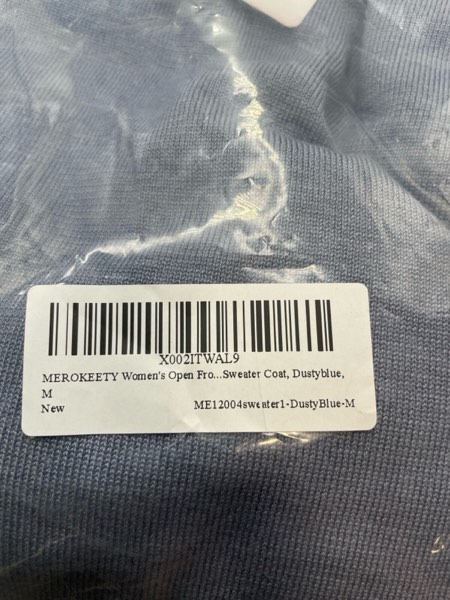 X002ITWAL9
MEROKEETY Women's Open Fro...Sweater Coat, Dustyblue,
M
New ME12004sweater1-DustyBlue-M